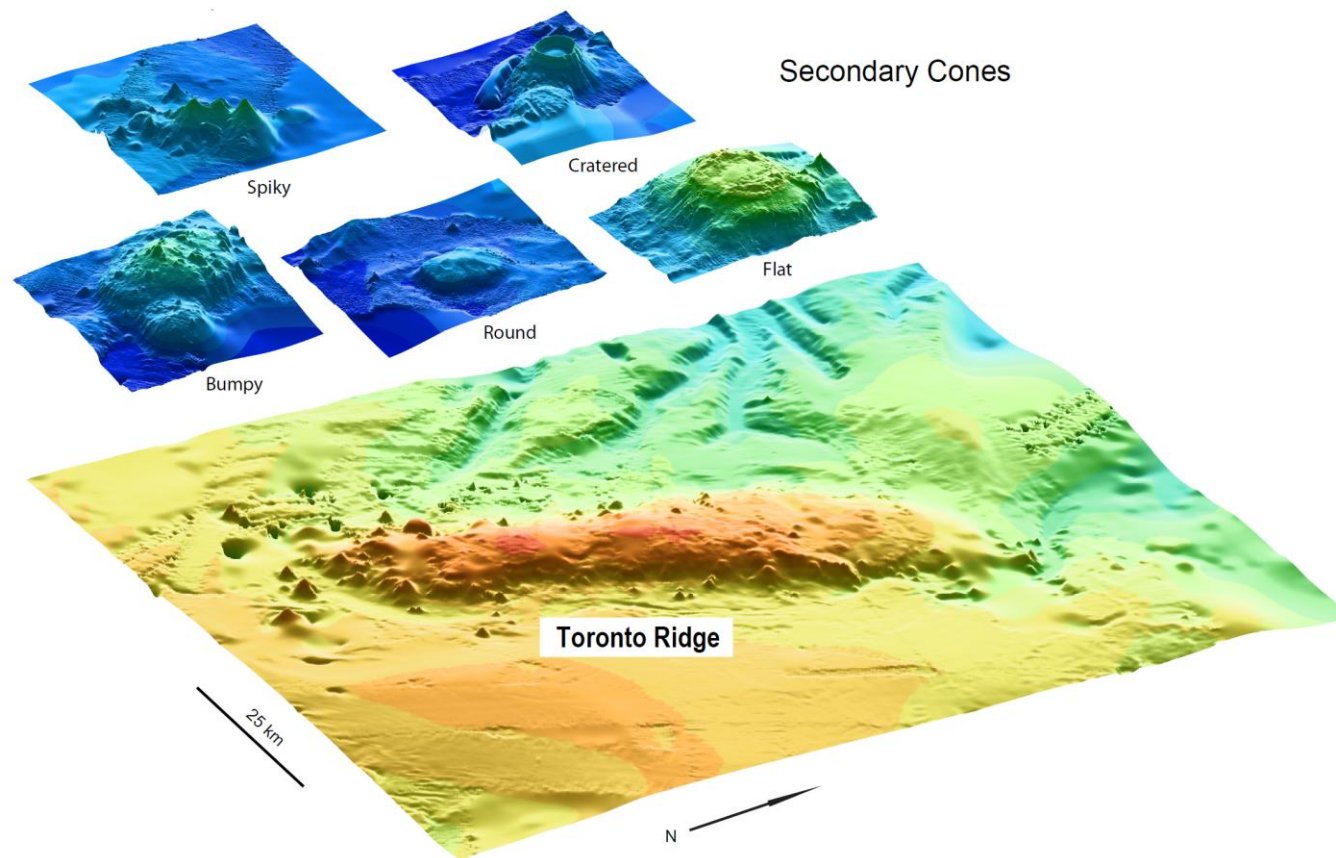 Secondary Cones
Spiky
Cratered
Flat
Bumpy
Round
Toronto Ridge
25 km
N